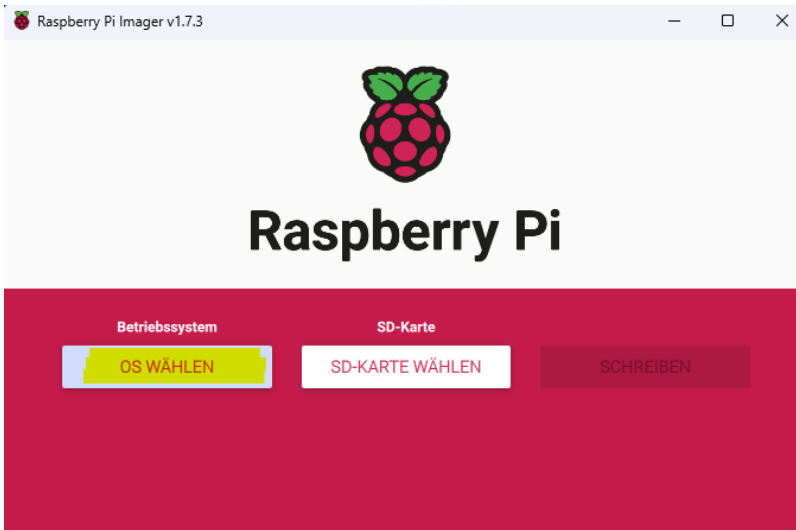 Raspberry Pi Imager v1.7.3
Raspberry Pi
Betriebssystem
SD-Karte
OS WÄHLEN
SD-KARTE WÄHLEN
SCHREIBEN